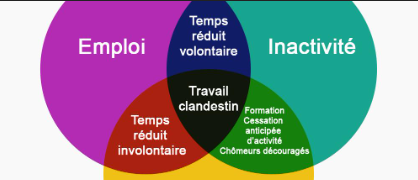 Emploi
Temps
réduit
volontaire
Inactivité
Travail
clandestin
Temps
réduit
involontaire
Formation
Cessation
anticipée
d'activité
Chômeurs découragés